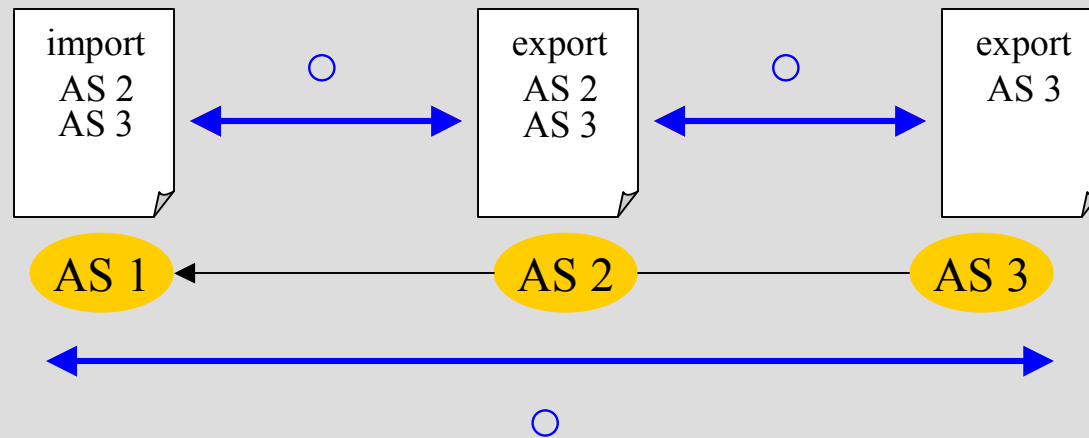 import
AS 2
AS 3
export
AS 2
AS 3
export
AS 3
AS 1
AS 2
AS 3